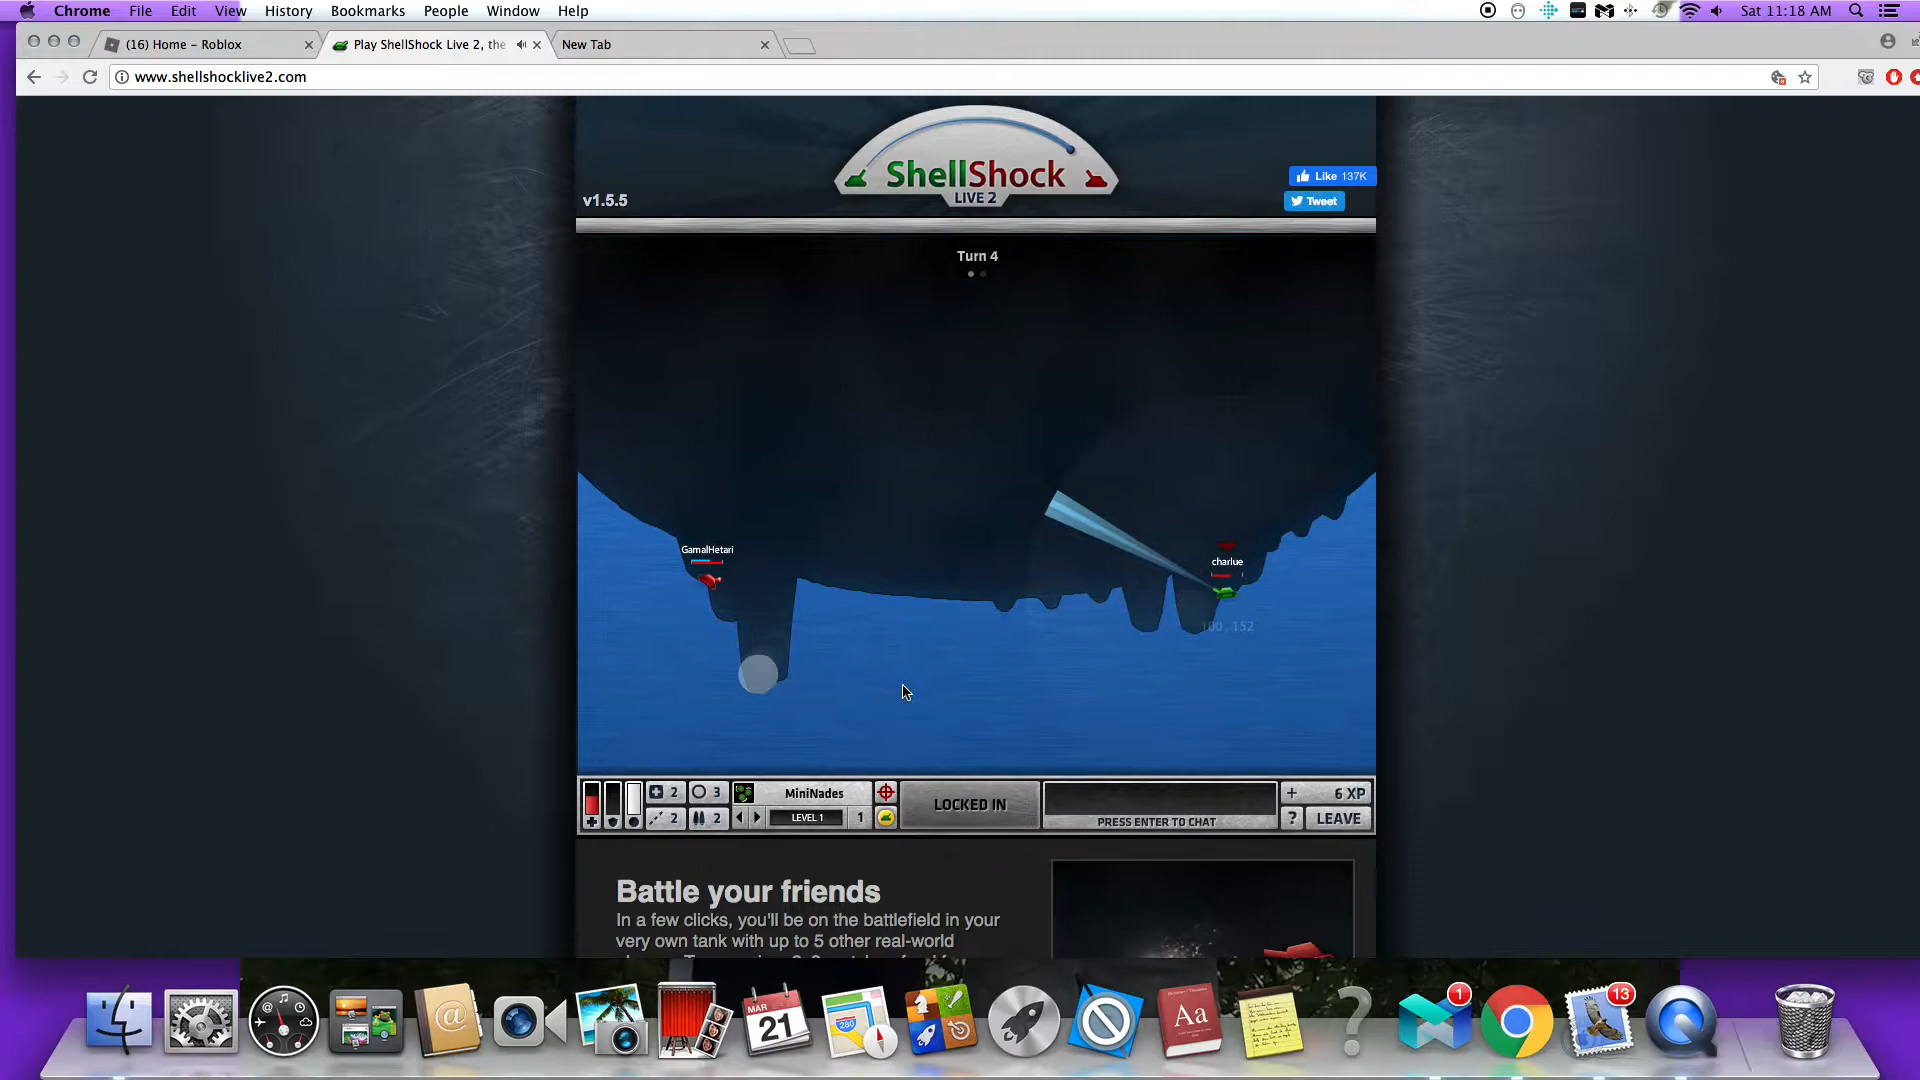 Chrome File Edit View History Bookmarks People Window Help Sat 11:18 AM
(16) Home – Roblox
Play ShellShock Live 2, the
New Tab
www.shellshocklive2.com
ShellShock
LIVE 2
v1.5.5
Like 137K
Tweet
Turn 4
GamalHetari
charlue
100 , 152
2 3 MiniNades
LOCKED IN
+ 6 XP
2 2 LEVEL 1 1
PRESS ENTER TO CHAT
? LEAVE
Battle your friends
In a few clicks, you'll be on the battlefield in your
very own tank with up to 5 other real-world
MAR
21
280
Aa
1
13